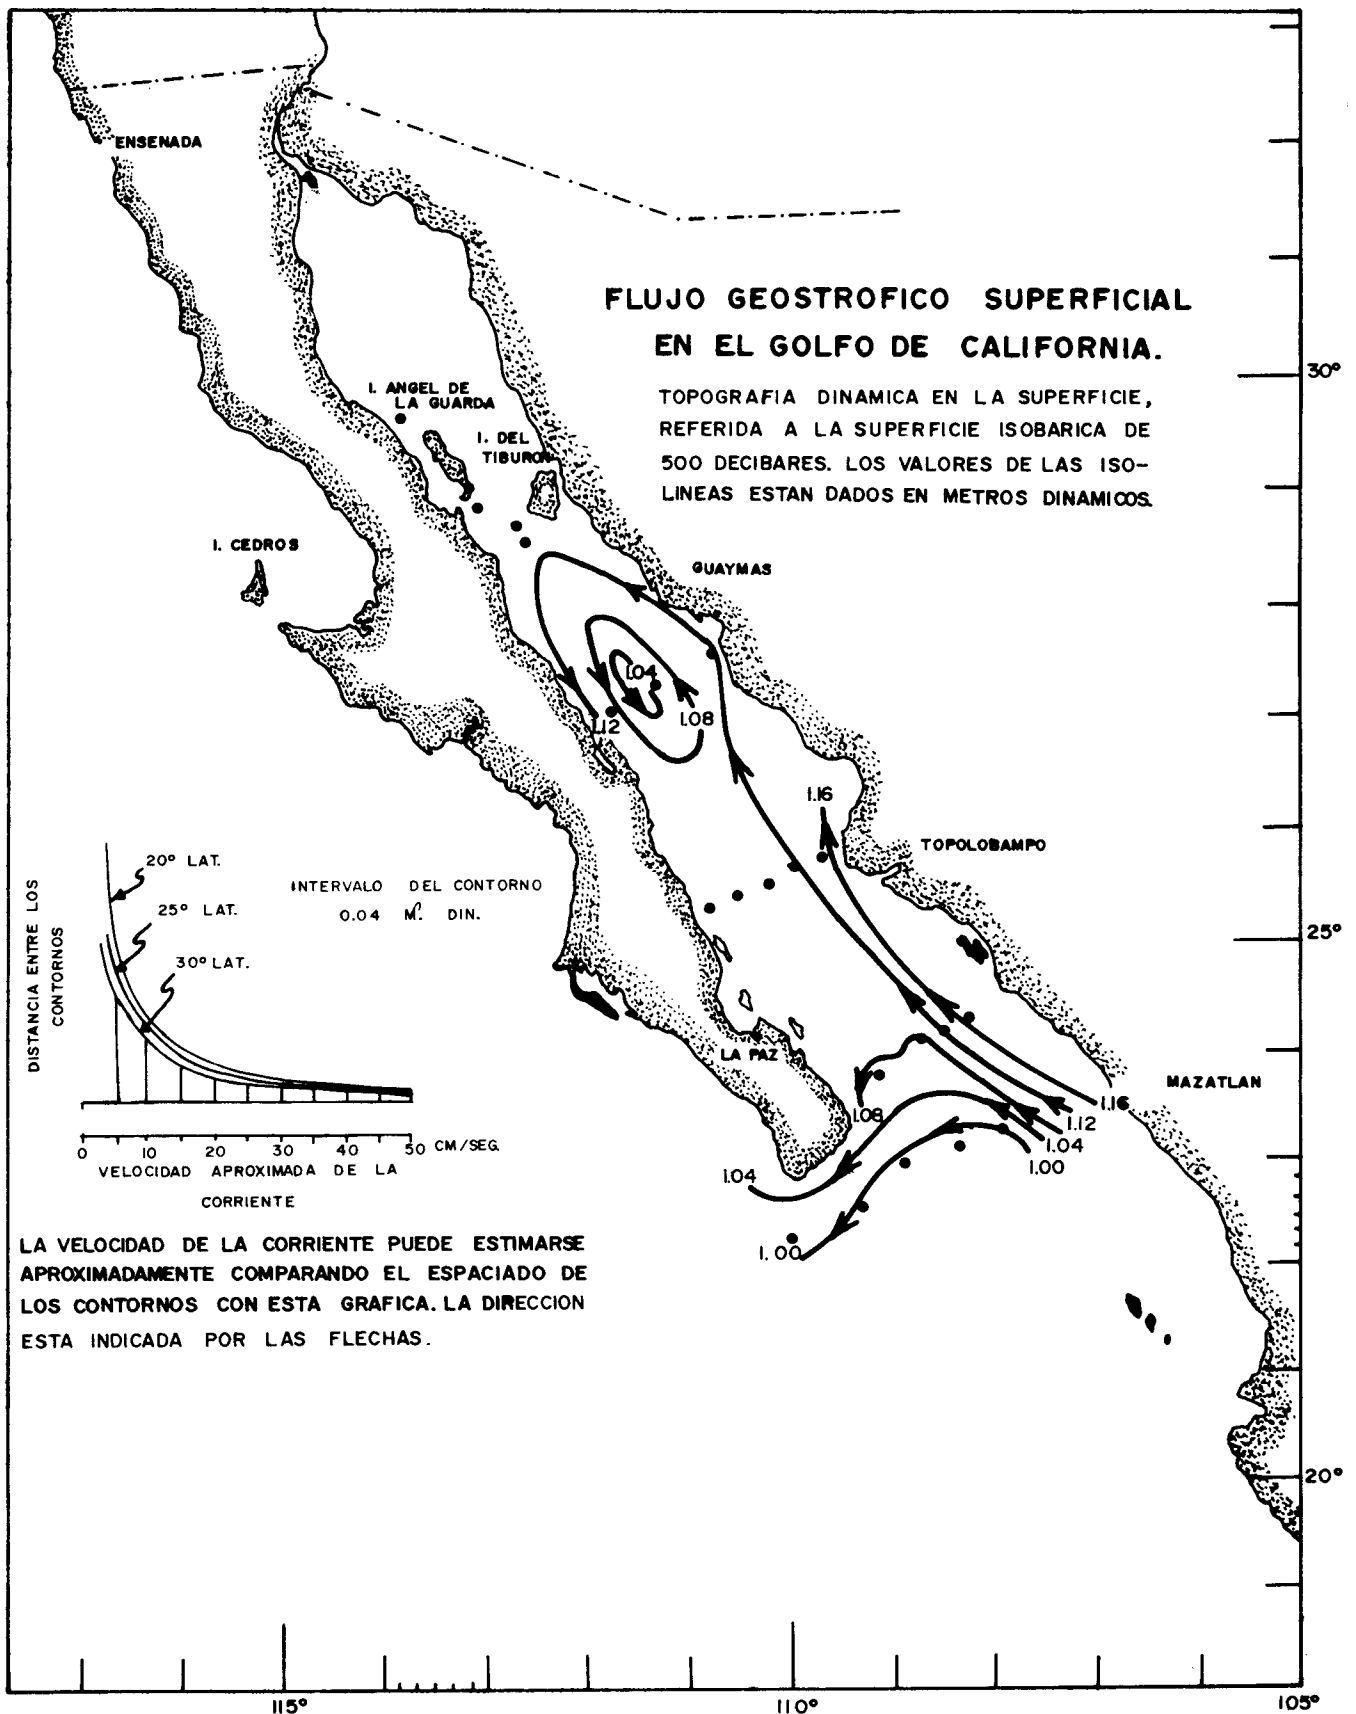 ENSENADA
FLUJO GEOSTROFICO SUPERFICIAL
EN EL GOLFO DE CALIFORNIA.
30°
TOPOGRAFIA DINAMICA EN LA SUPERFICIE,
REFERIDA A LA SUPERFICIE ISOBARICA DE
500 DECIBARES. LOS VALORES DE LAS ISO-
LINEAS ESTAN DADOS EN METROS DINAMICOS.
I. ANGEL DE
LA GUARDA
I. DEL
TIBURON
I. CEDROS
GUAYMAS
1.04
1.08
1.12
1.16
TOPOLOBAMPO
20° LAT.
25° LAT.
30° LAT.
INTERVALO DEL CONTORNO
0.04 M. DIN.
DISTANCIA ENTRE LOS
CONTORNOS
25°
LA PAZ
MAZATLAN
1.16
1.12
1.04
1.00
1.08
1.04
1.00
0 10 20 30 40 50 CM/SEG.
VELOCIDAD APROXIMADA DE LA
CORRIENTE
LA VELOCIDAD DE LA CORRIENTE PUEDE ESTIMARSE
APROXIMADAMENTE COMPARANDO EL ESPACIADO DE
LOS CONTORNOS CON ESTA GRAFICA. LA DIRECCION
ESTA INDICADA POR LAS FLECHAS.
20°
115°
110°
105°